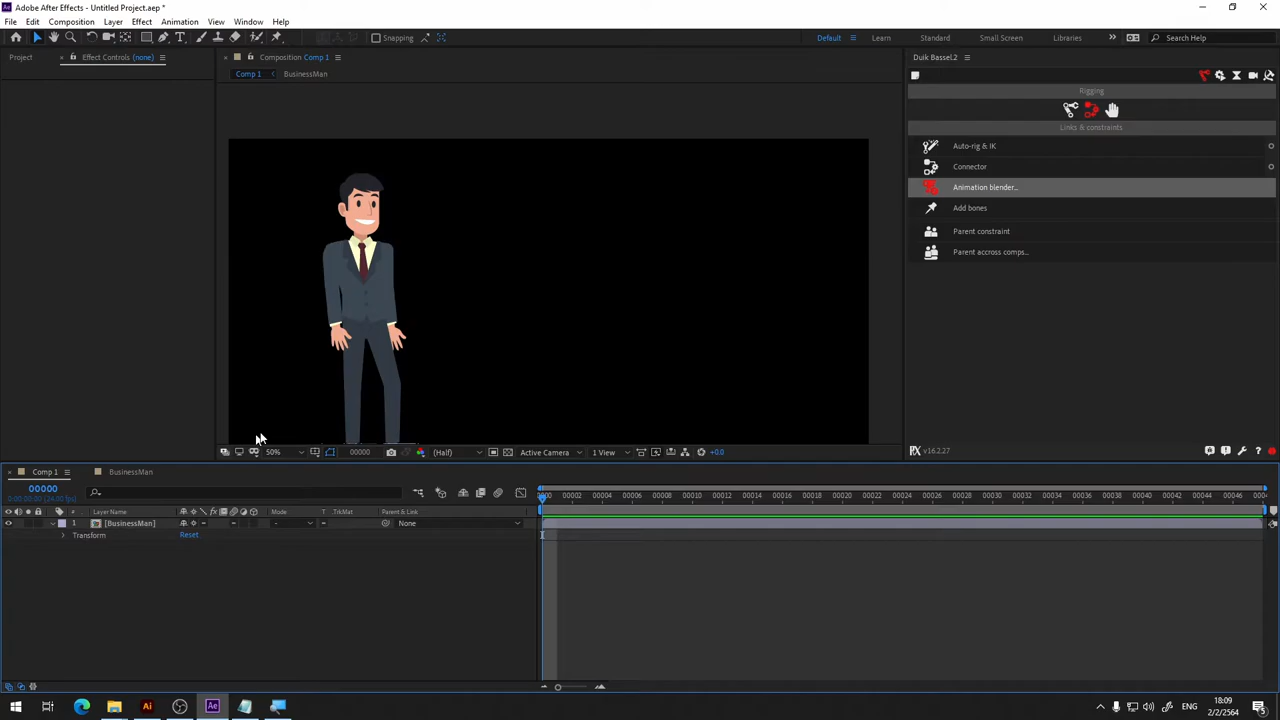 Adobe After Effects - Untitled Project.aep *
File Edit Composition Layer Effect Animation View Window Help
Snapping
Default Learn Standard Small Screen Libraries Search Help
Project Effect Controls (none)
Composition Comp 1
Duik Bassel.2
Comp 1 BusinessMan
Rigging
Links & constraints
Auto-rig & IK
Connector
Animation blender...
Add bones
Parent constraint
Parent accross comps...
v16.2.27
50% 00000 (Half) Active Camera 1 View +0.0
Comp 1 BusinessMan
00000
0:00:00:00 (24.00 fps)
00002 00004 00006 00008 00010 00012 00014 00016 00018 00020 00022 00024 00026 00028 00030 00032 00034 00036 00038 00040 00042 00044 00046
# Layer Name Mode T .TrkMat Parent & Link
1 [BusinessMan] - None
Transform Reset
ENG 18:09
2/2/2564